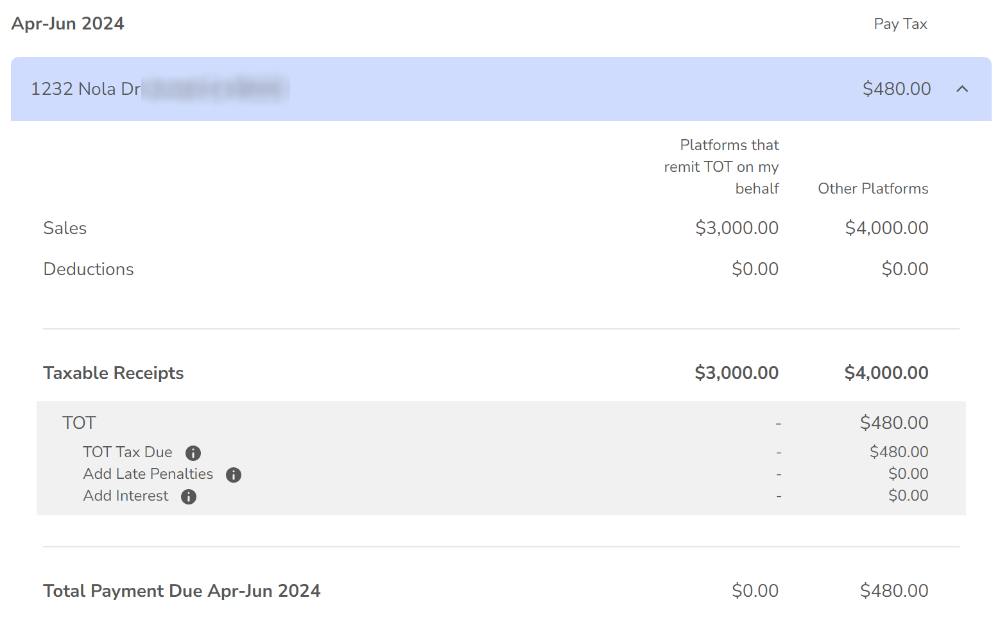 Apr-Jun 2024 Pay Tax
1232 Nola Dr $480.00
Platforms that
remit TOT on my
behalf Other Platforms
Sales $3,000.00 $4,000.00
Deductions $0.00 $0.00
Taxable Receipts $3,000.00 $4,000.00
TOT - $480.00
TOT Tax Due - $480.00
Add Late Penalties - $0.00
Add Interest - $0.00
Total Payment Due Apr-Jun 2024 $0.00 $480.00